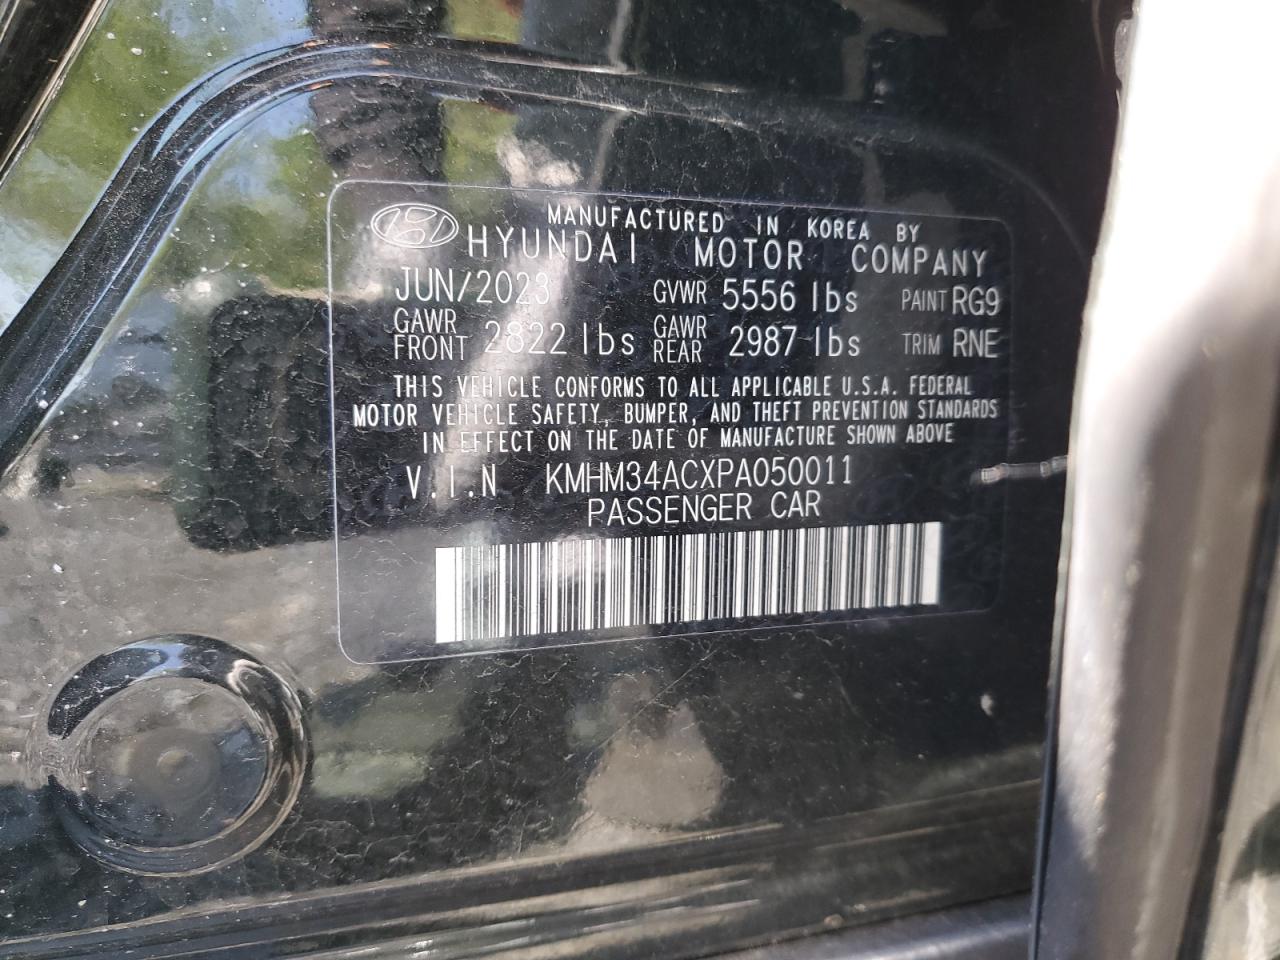 MANUFACTURED IN KOREA BY
HYUNDAI MOTOR COMPANY
JUN/2023 GVWR 5556 lbs PAINT RG9
GAWR FRONT 2822 lbs GAWR REAR 2987 lbs TRIM RNE
THIS VEHICLE CONFORMS TO ALL APPLICABLE U.S.A. FEDERAL
MOTOR VEHICLE SAFETY, BUMPER, AND THEFT PREVENTION STANDARDS
IN EFFECT ON THE DATE OF MANUFACTURE SHOWN ABOVE
V.I.N KMHM34ACXPA050011
PASSENGER CAR